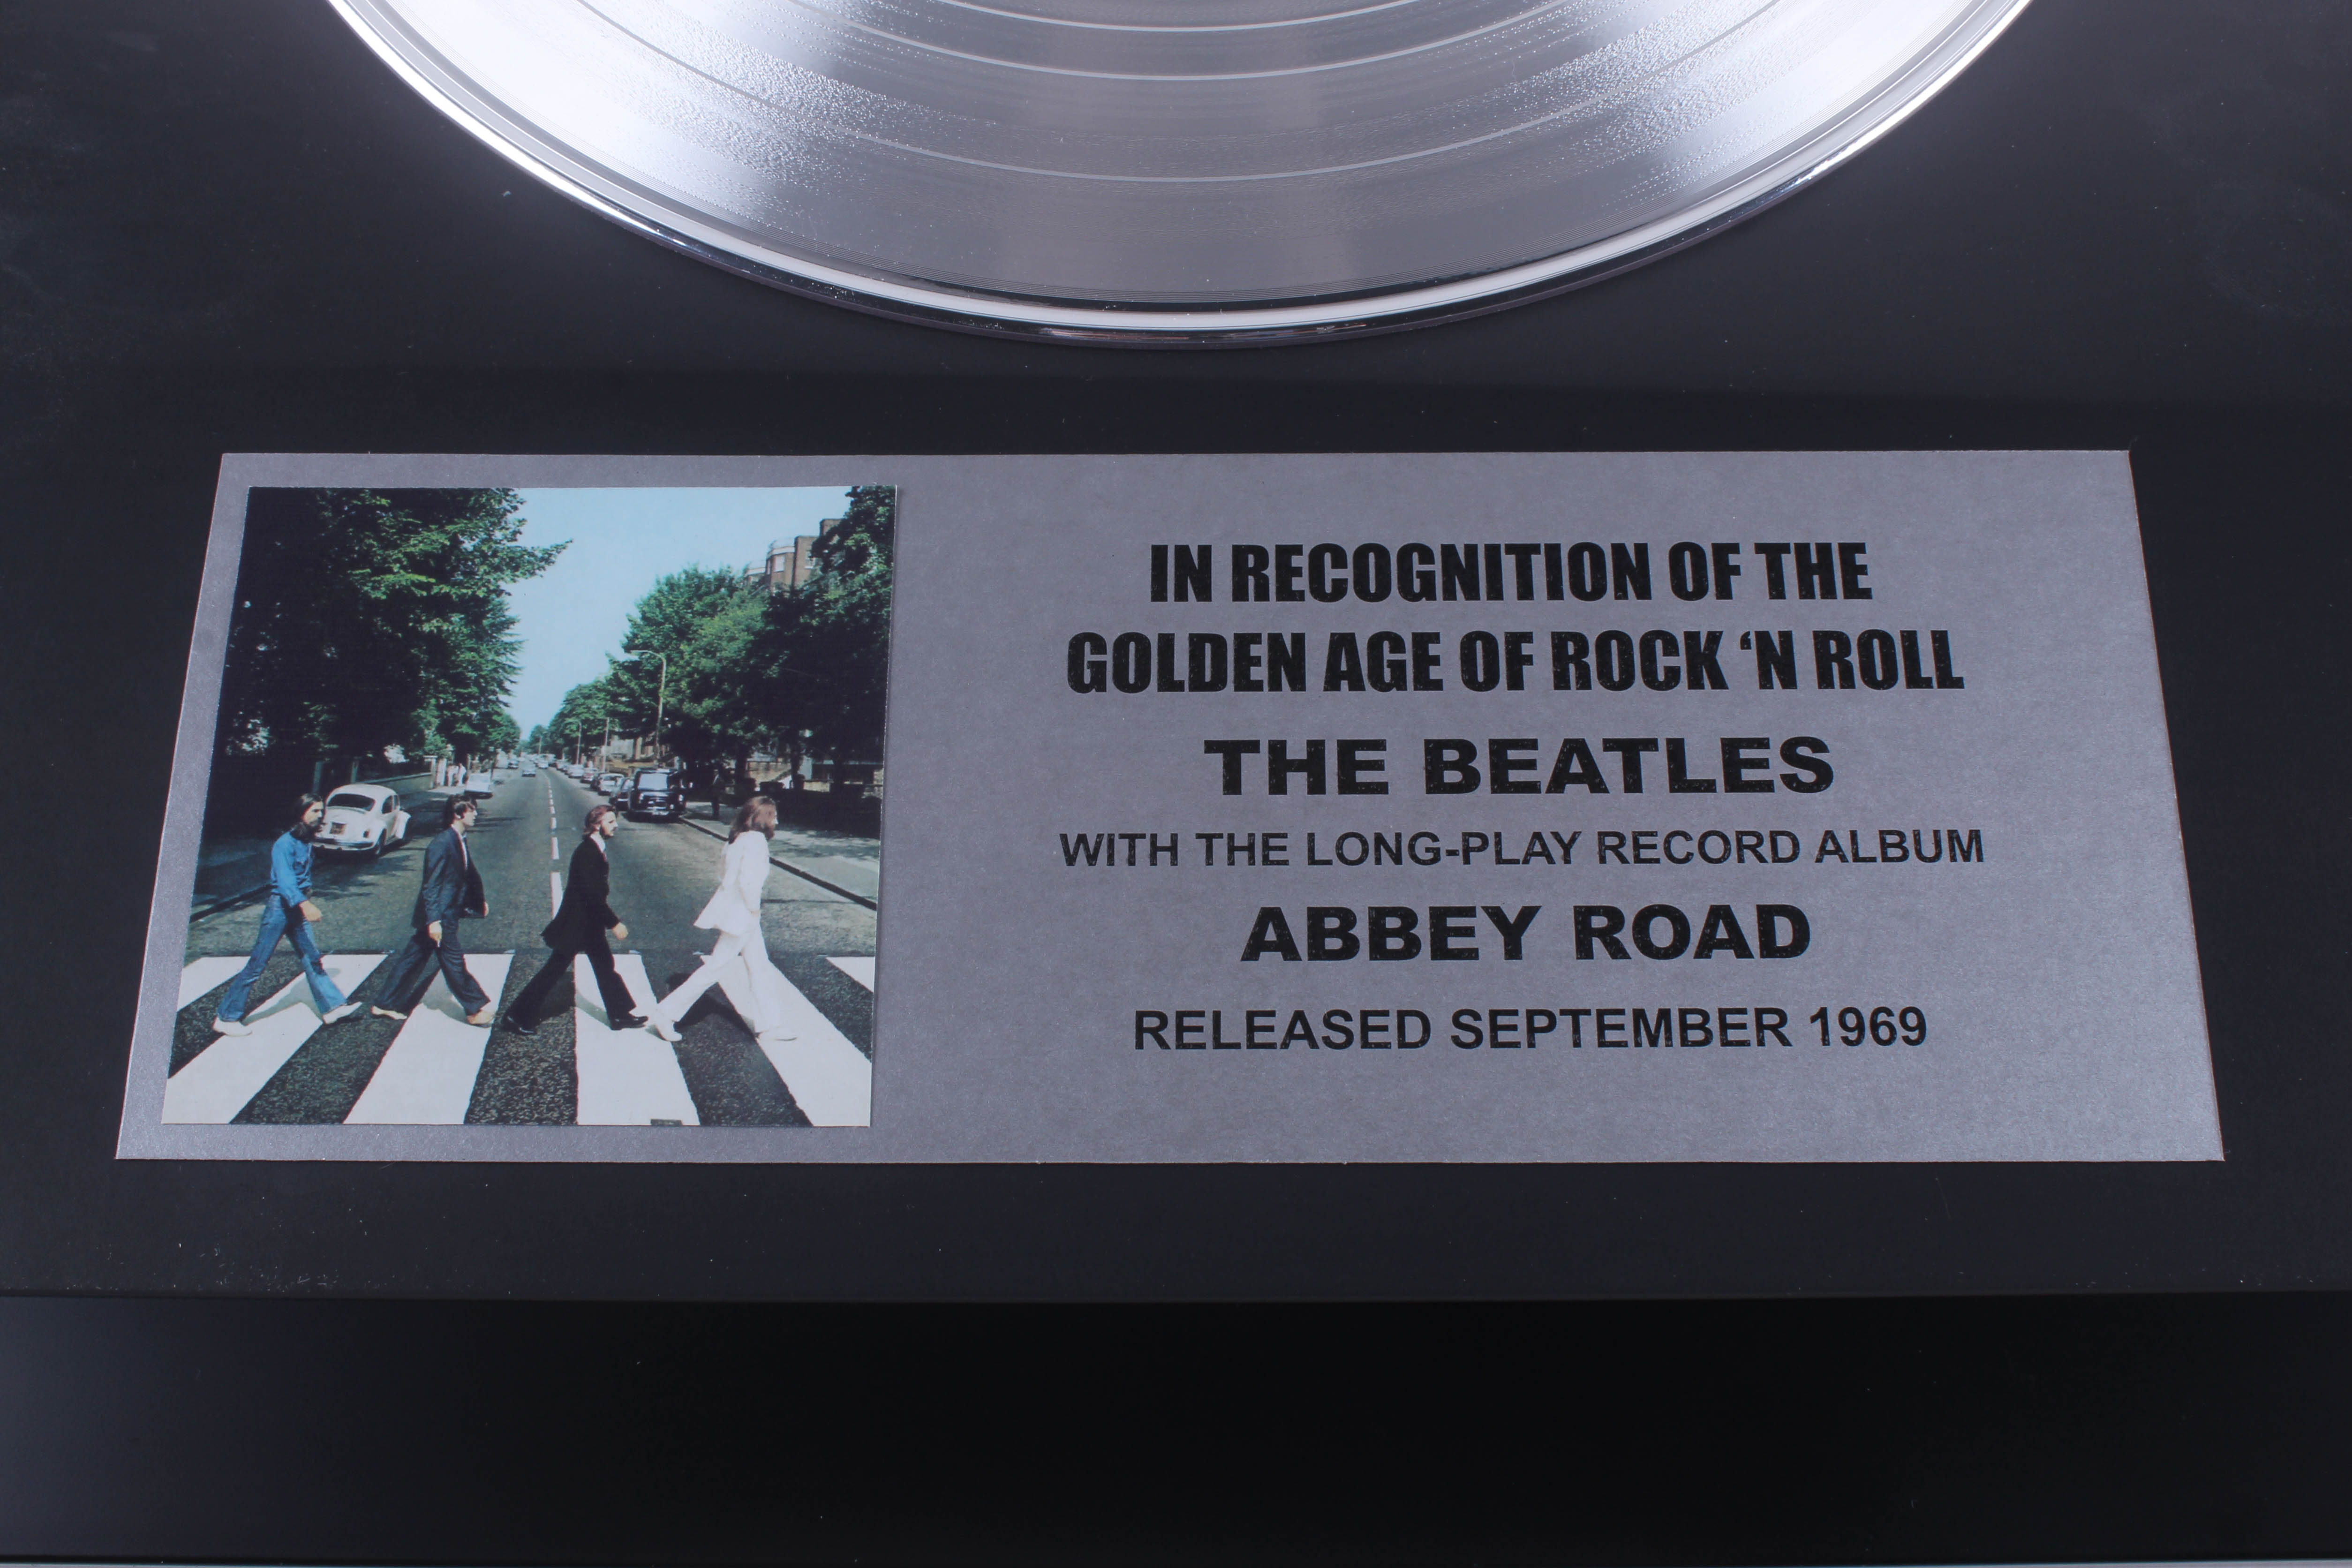 IN RECOGNITION OF THE
GOLDEN AGE OF ROCK ‘N ROLL
THE BEATLES
WITH THE LONG-PLAY RECORD ALBUM
ABBEY ROAD
RELEASED SEPTEMBER 1969